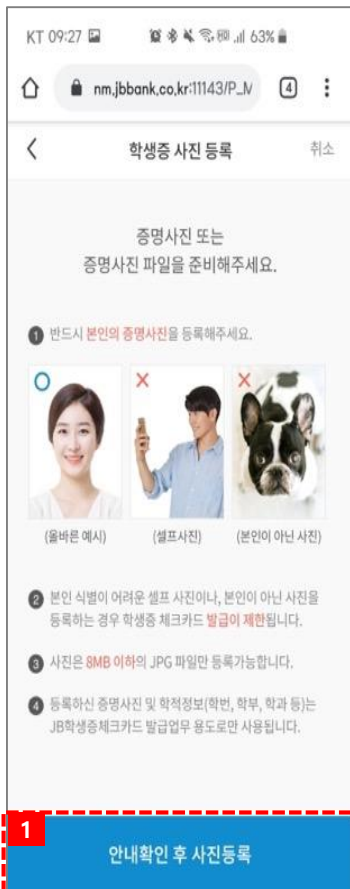 KT 09:27 63%
nm.jbbank.co.kr:11143/P_M 4
학생증 사진 등록 취소
증명사진 또는
증명사진 파일을 준비해주세요.
1 반드시 본인의 증명사진을 등록해주세요.
(올바른 예시) (셀프사진) (본인이 아닌 사진)
2 본인 식별이 어려운 셀프 사진이나, 본인이 아닌 사진을
등록하는 경우 학생증 체크카드 발급이 제한됩니다.
3 사진은 8MB 이하의 JPG 파일만 등록가능합니다.
4 등록하신 증명사진 및 학적정보(학번, 학부, 학과 등)는
JB학생증체크카드 발급업무 용도로만 사용됩니다.
1
안내확인 후 사진등록